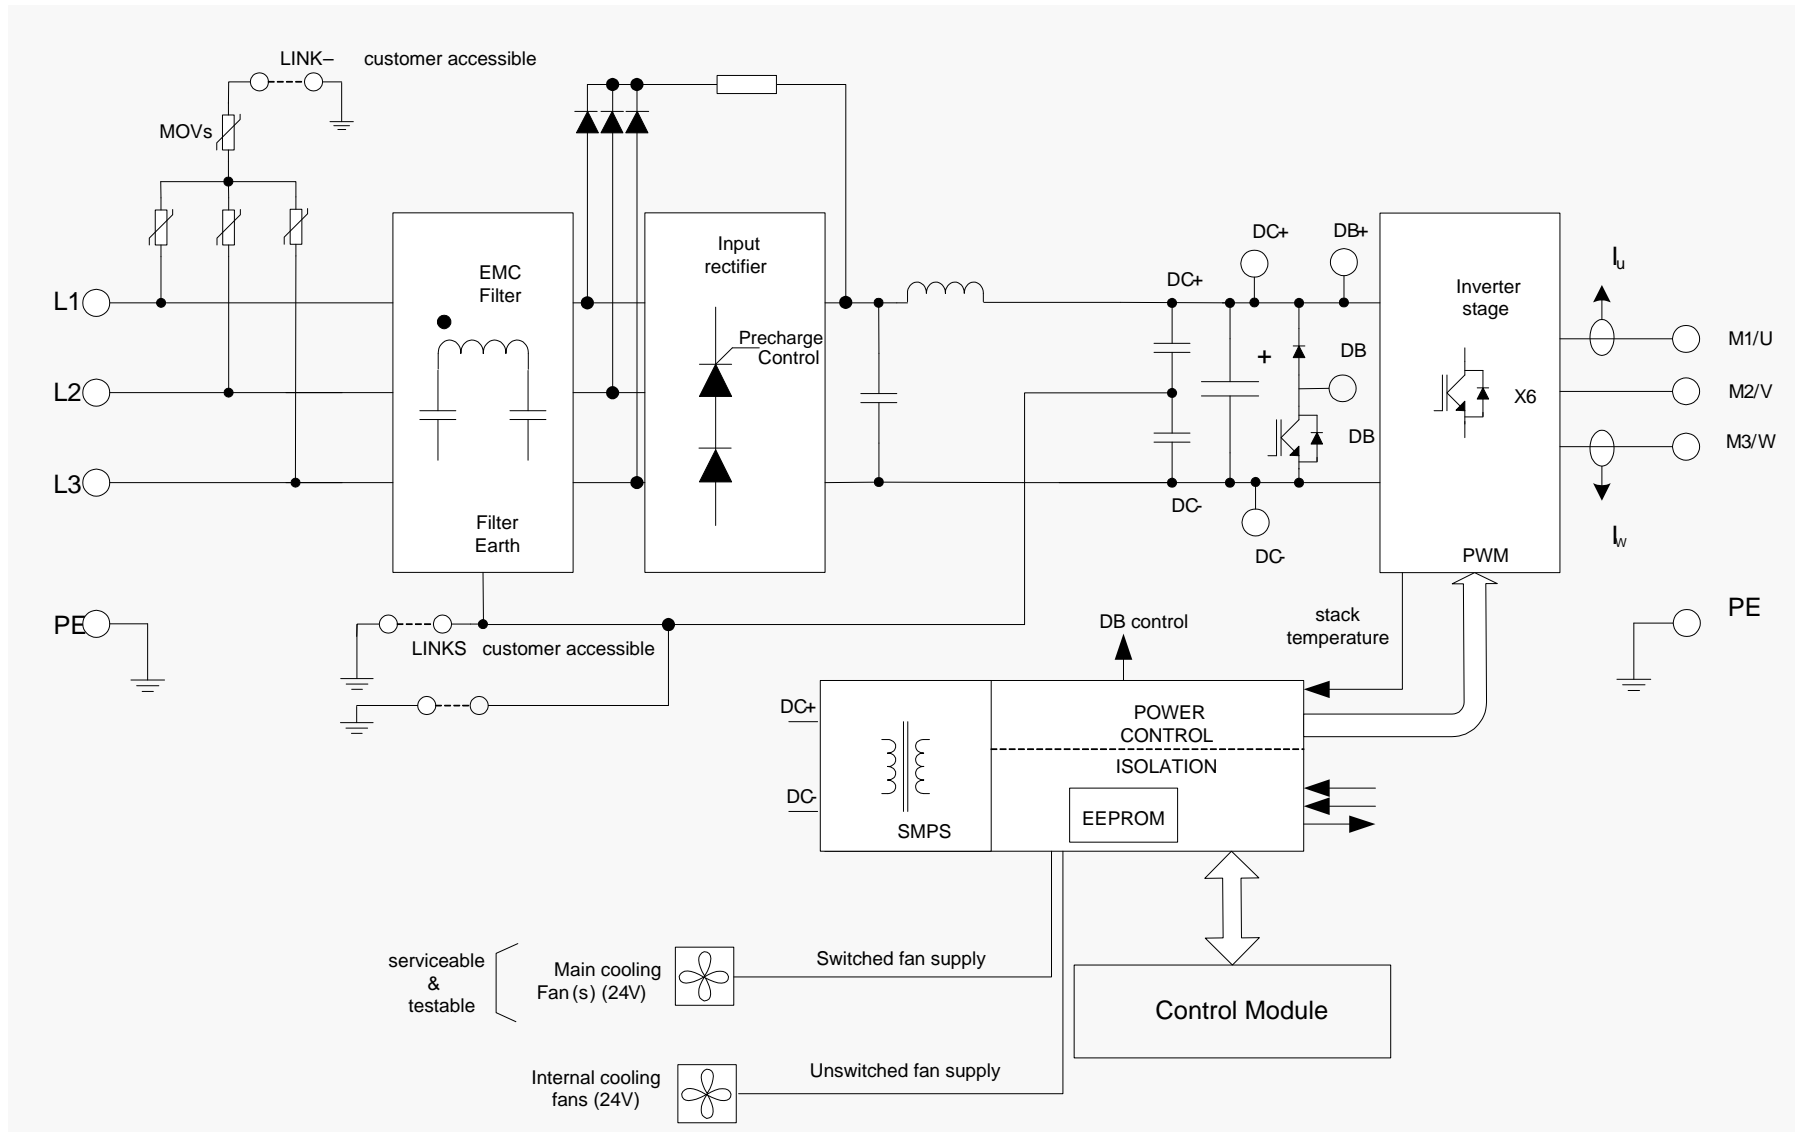 LINK–
customer accessible
MOVs
Input
rectifier
EMC
Filter
Precharge
Control
L1
L2
L3
Filter
Earth
DC+
DC+
DB+
+
DB
DB
DC-
DC-
Inverter
stage
X6
PWM
Iu
M1/U
M2/V
M3/W
Iw
PE
PE
LINKS
customer accessible
DB control
stack
temperature
DC+
DC-
SMPS
POWER
CONTROL
ISOLATION
EEPROM
serviceable
&
testable
Main cooling
Fan(s) (24V)
Switched fan supply
Control Module
Internal cooling
fans (24V)
Unswitched fan supply